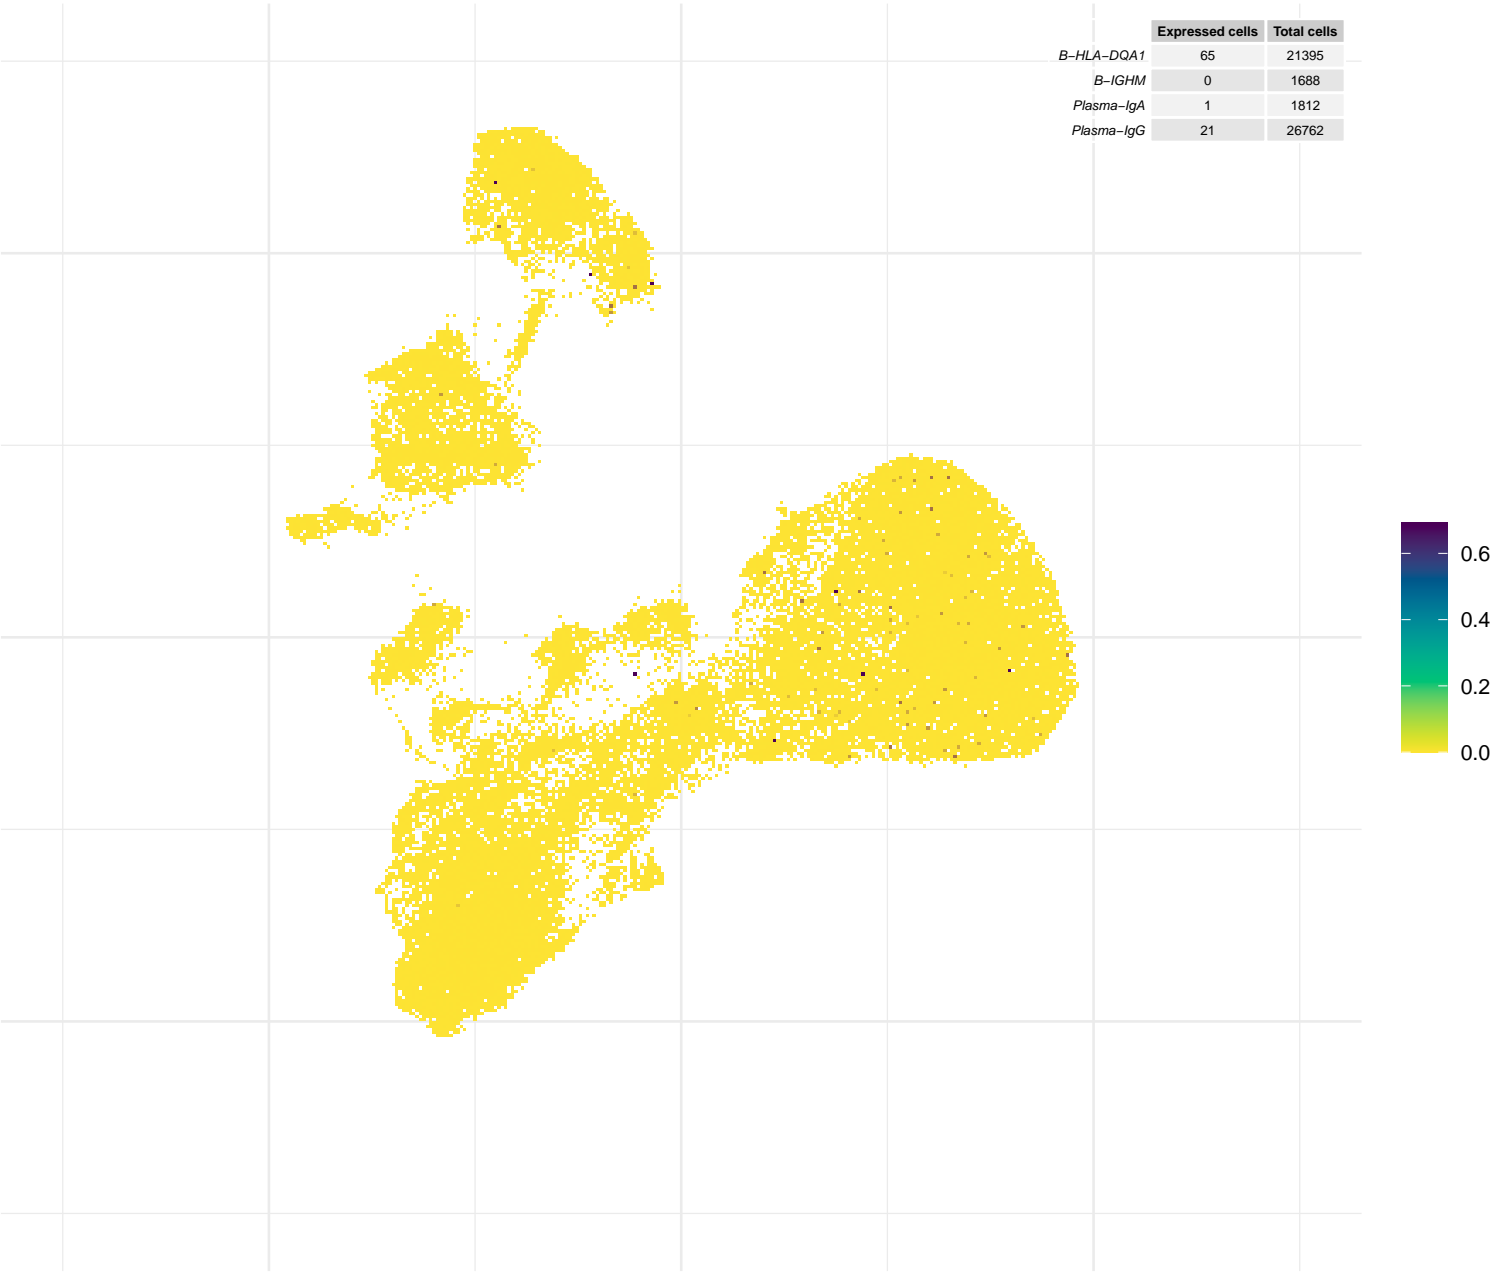 Expressed cells Total cells
B−HLA−DQA1 65 21395
B−IGHM 0 1688
Plasma−IgA 1 1812
Plasma−IgG 21 26762
0.6
0.4
0.2
0.0